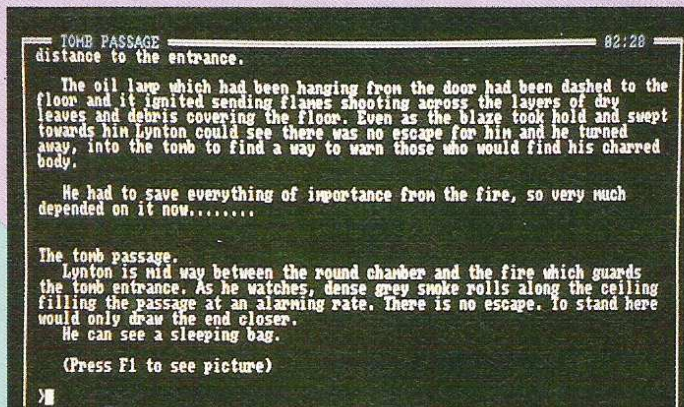 TOMB PASSAGE 02:28
distance to the entrance.
The oil lamp which had been hanging from the door had been dashed to the
floor and it ignited sending flames shooting across the layers of dry
leaves and debris covering the floor. Even as the blaze took hold and swept
towards him Lynton could see there was no escape for him and he turned
away, into the tomb to find a way to warn those who would find his charred
body.
He had to save everything of importance from the fire, so very much
depended on it now........
The tomb passage.
Lynton is mid way between the round chamber and the fire which guards
the tomb entrance. As he watches, dense grey smoke rolls along the ceiling
filling the passage at an alarming rate. There is no escape. To stand here
would only draw the end closer.
He can see a sleeping bag.
(Press F1 to see picture)
>